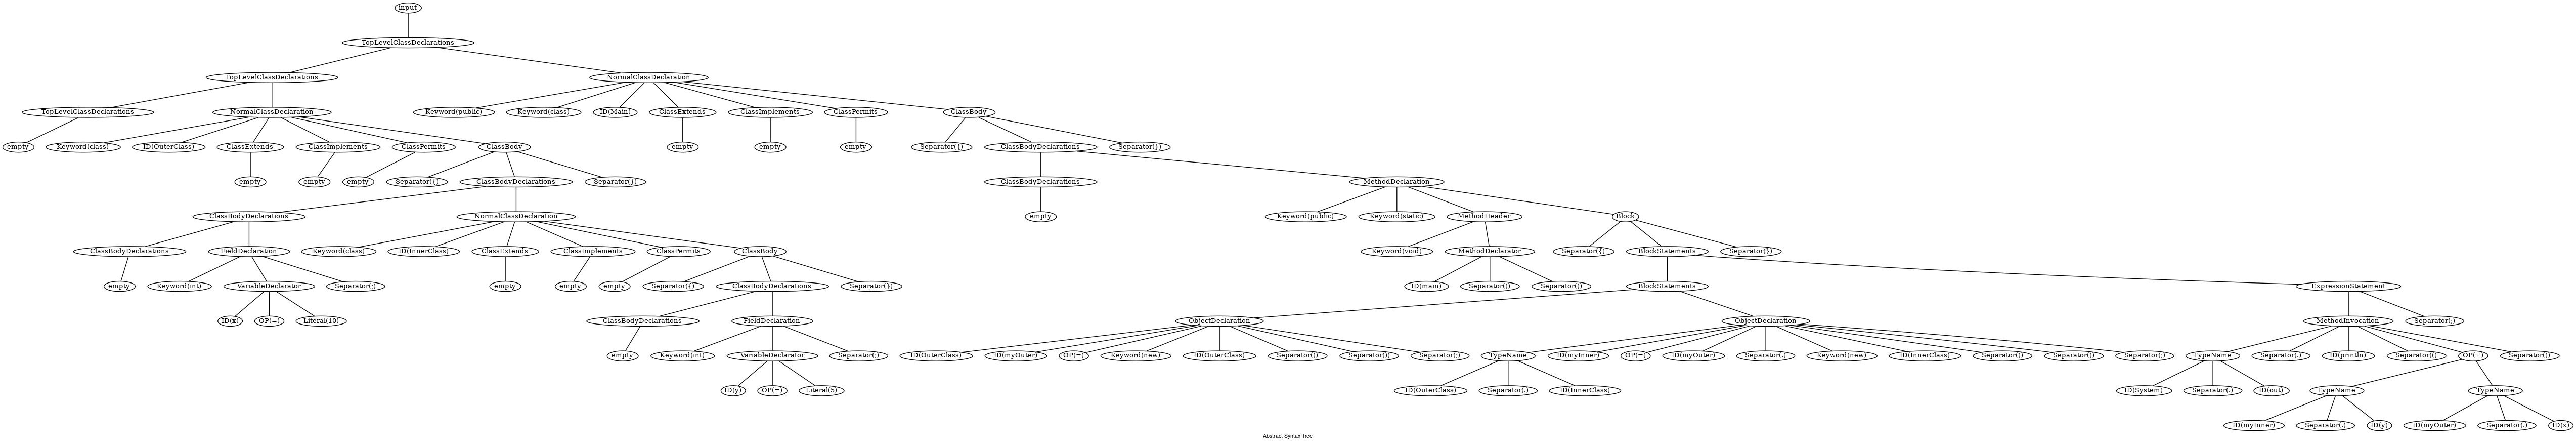 input
TopLevelClassDeclarations
TopLevelClassDeclarations NormalClassDeclaration
TopLevelClassDeclarations NormalClassDeclaration Keyword(public) Keyword(class) ID(Main) ClassExtends ClassImplements ClassPermits ClassBody
empty Keyword(class) ID(OuterClass) ClassExtends ClassImplements ClassPermits ClassBody empty empty empty Separator({) ClassBodyDeclarations Separator(})
empty empty empty Separator({) ClassBodyDeclarations Separator(}) ClassBodyDeclarations MethodDeclaration
ClassBodyDeclarations NormalClassDeclaration empty Keyword(public) Keyword(static) MethodHeader Block
ClassBodyDeclarations FieldDeclaration Keyword(class) ID(InnerClass) ClassExtends ClassImplements ClassPermits ClassBody Keyword(void) MethodDeclarator Separator({) BlockStatements Separator(})
empty Keyword(int) VariableDeclarator Separator(;) empty empty empty Separator({) ClassBodyDeclarations Separator(}) ID(main) Separator(() Separator()) BlockStatements ExpressionStatement
ID(x) OP(=) Literal(10) ClassBodyDeclarations FieldDeclaration ObjectDeclaration ObjectDeclaration MethodInvocation Separator(;)
empty Keyword(int) VariableDeclarator Separator(;) ID(OuterClass) ID(myOuter) OP(=) Keyword(new) ID(OuterClass) Separator(() Separator()) Separator(;) TypeName ID(myInner) OP(=) ID(myOuter) Separator(.) Keyword(new) ID(InnerClass) Separator(() Separator()) Separator(;) TypeName Separator(.) ID(println) Separator(() OP(+) Separator())
ID(y) OP(=) Literal(5) ID(OuterClass) Separator(.) ID(InnerClass) ID(System) Separator(.) ID(out) TypeName TypeName
ID(myInner) Separator(.) ID(y) ID(myOuter) Separator(.) ID(x)
Abstract Syntax Tree